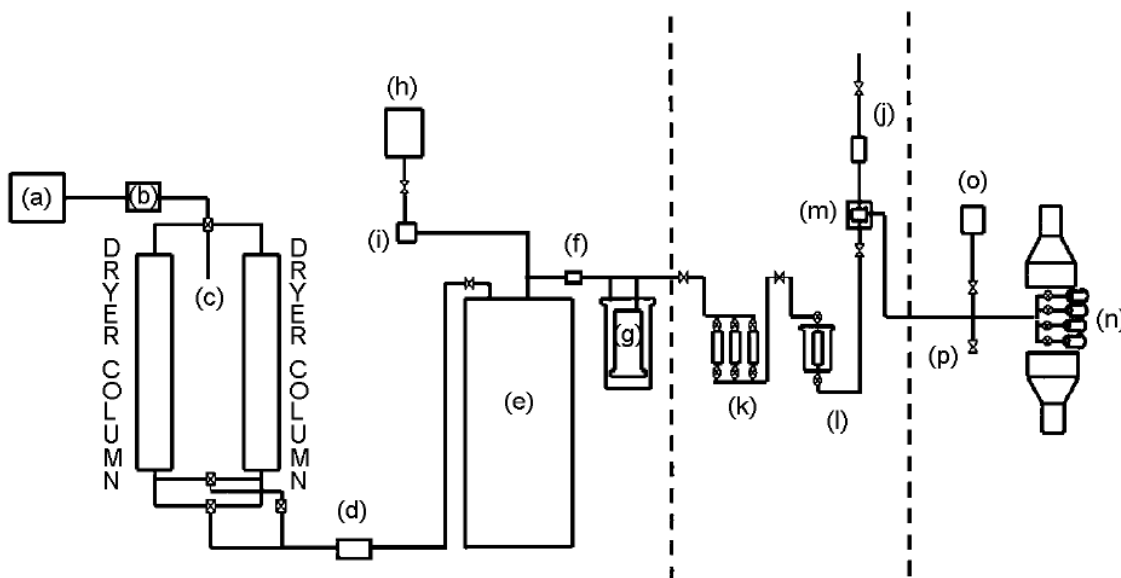 (h)
(j)
(a)
(b)
(o)
(m)
(i)
(f)
DRYER COLUMN
DRYER COLUMN
(c)
(g)
(n)
(p)
(e)
(k)
(l)
(d)